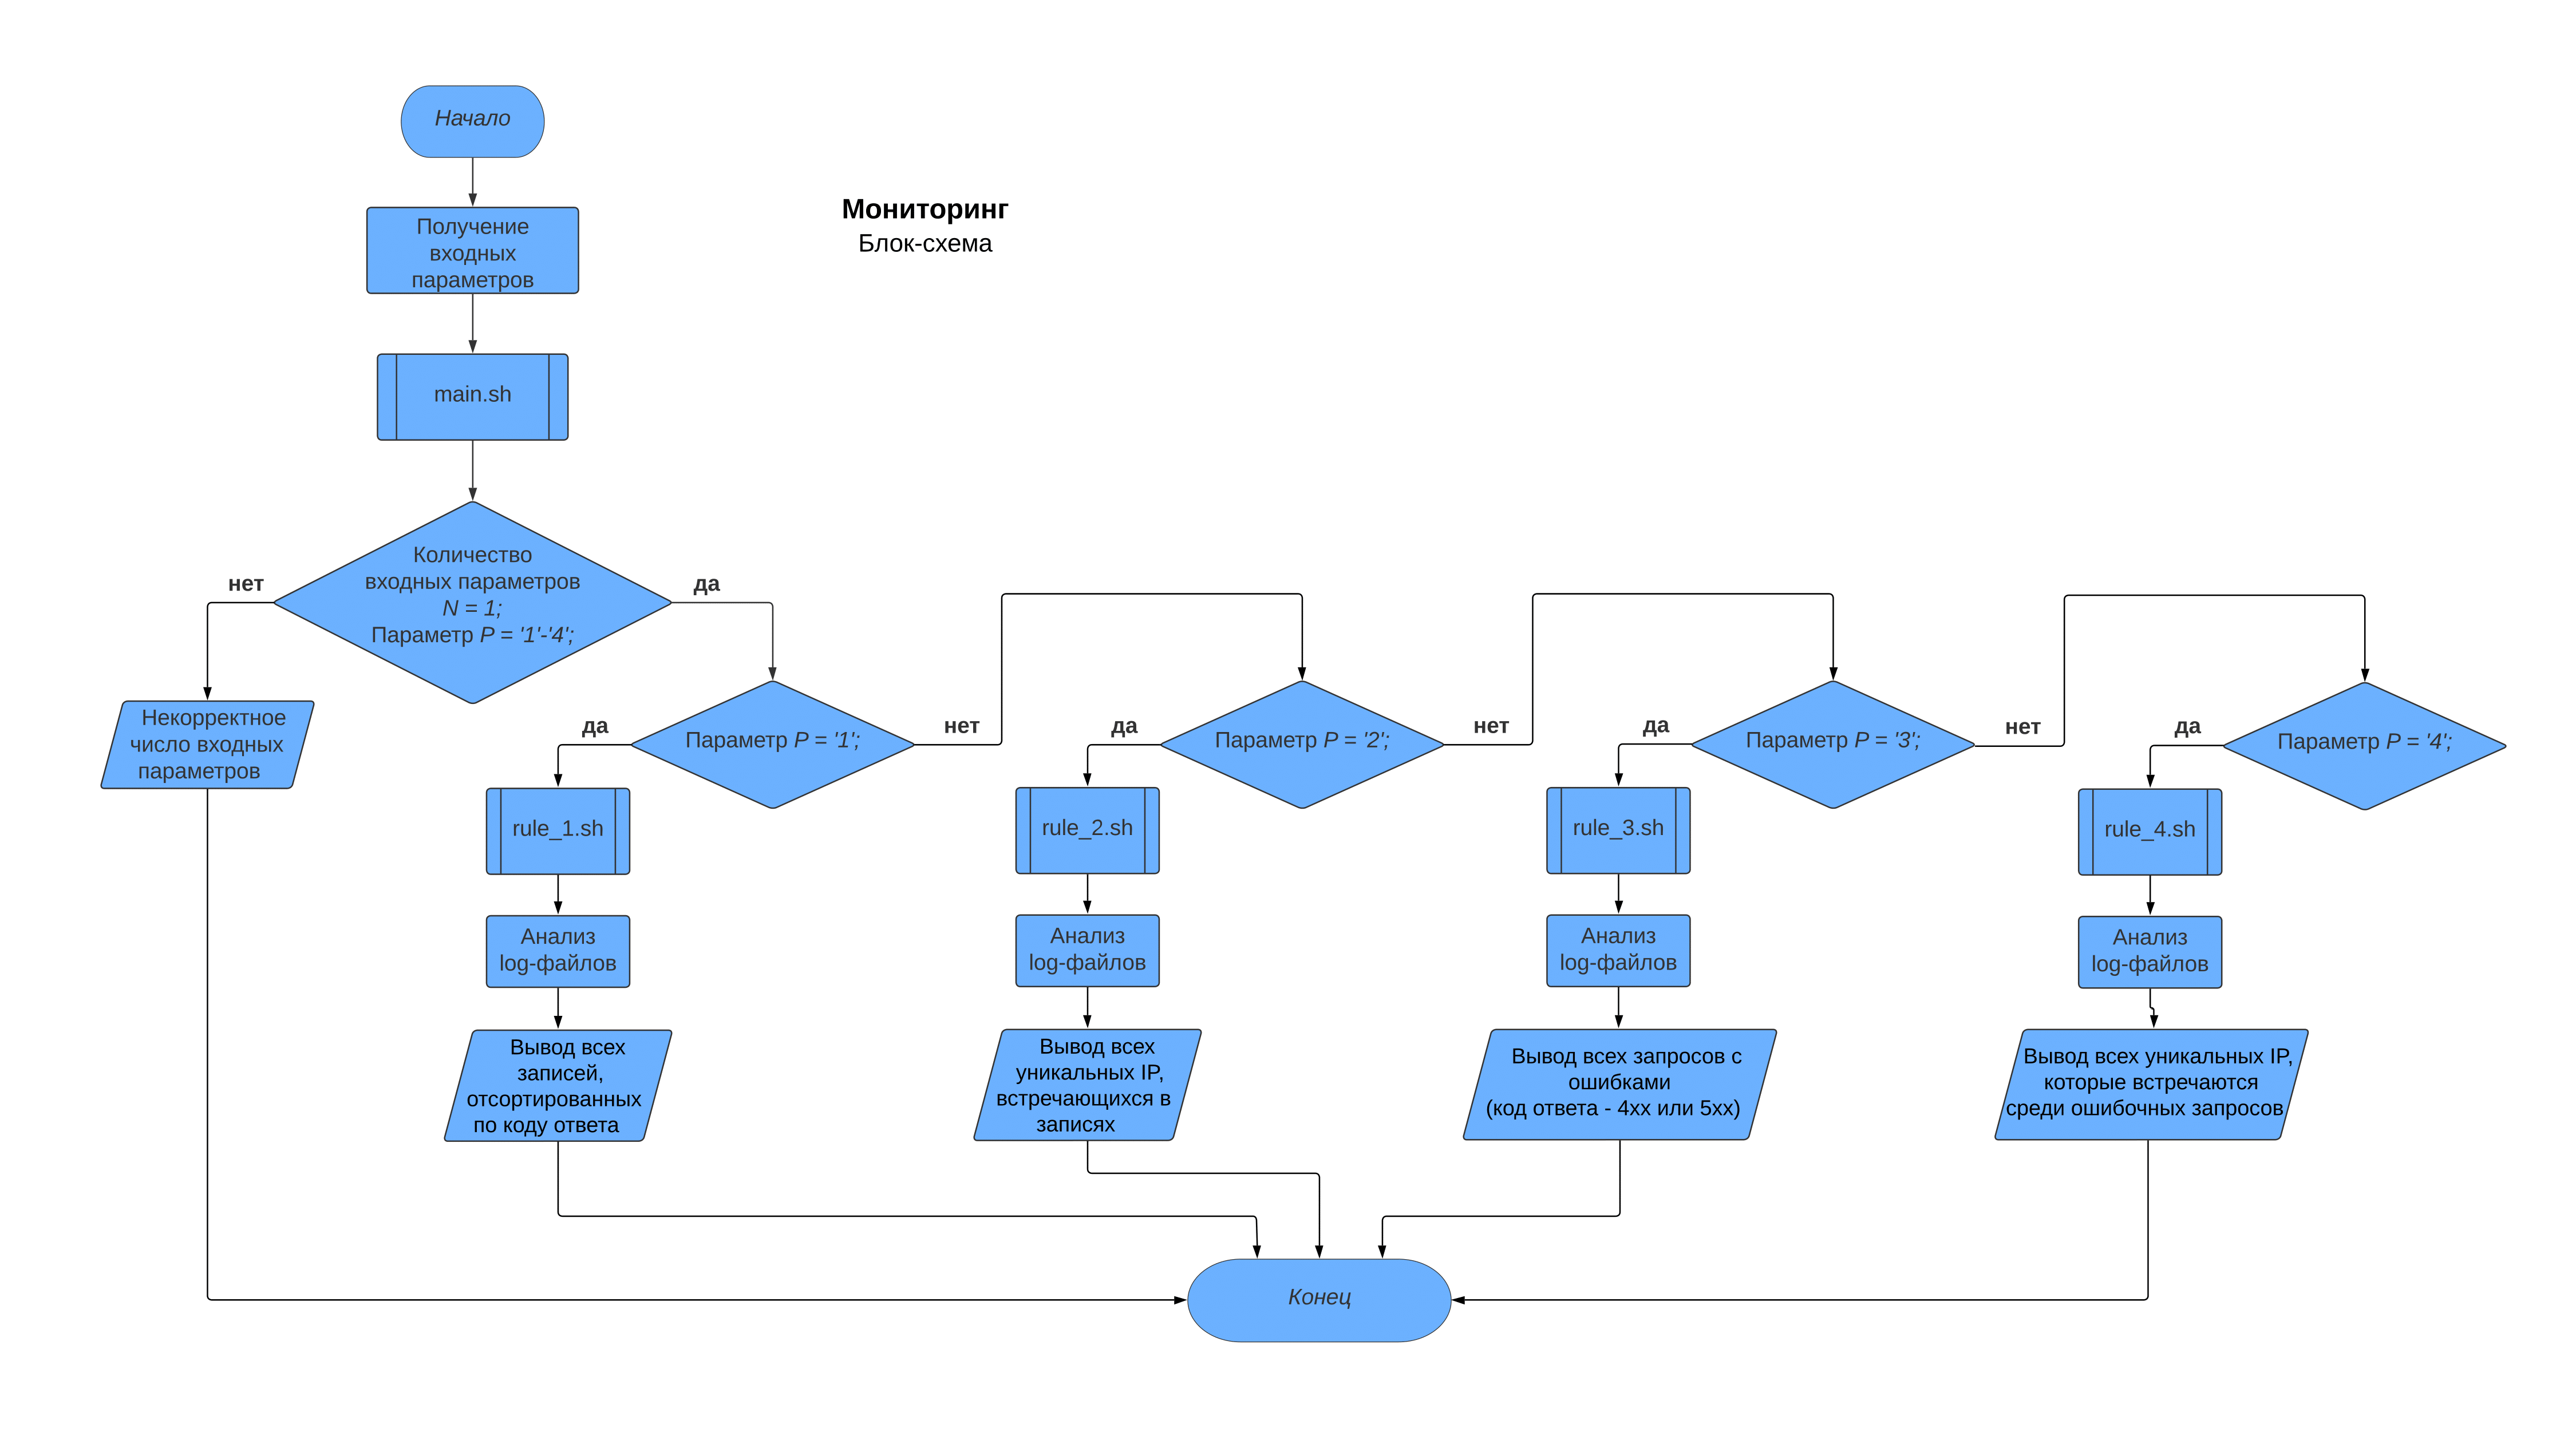 Начало
Получение
входных
параметров
Мониторинг
Блок-схема
main.sh
Количество
входных параметров
N = 1;
Параметр P = '1'-'4';
нет
да
Некорректное
число входных
параметров
Параметр P = '1';
да
нет
rule_1.sh
Анализ
log-файлов
Вывод всех
записей,
отсортированных
по коду ответа
Параметр P = '2';
да
нет
rule_2.sh
Анализ
log-файлов
Вывод всех
уникальных IP,
встречающихся в
записях
Параметр P = '3';
да
нет
rule_3.sh
Анализ
log-файлов
Вывод всех запросов с
ошибками
(код ответа - 4xx или 5xx)
Параметр P = '4';
да
rule_4.sh
Анализ
log-файлов
Вывод всех уникальных IP,
которые встречаются
среди ошибочных запросов
Конец